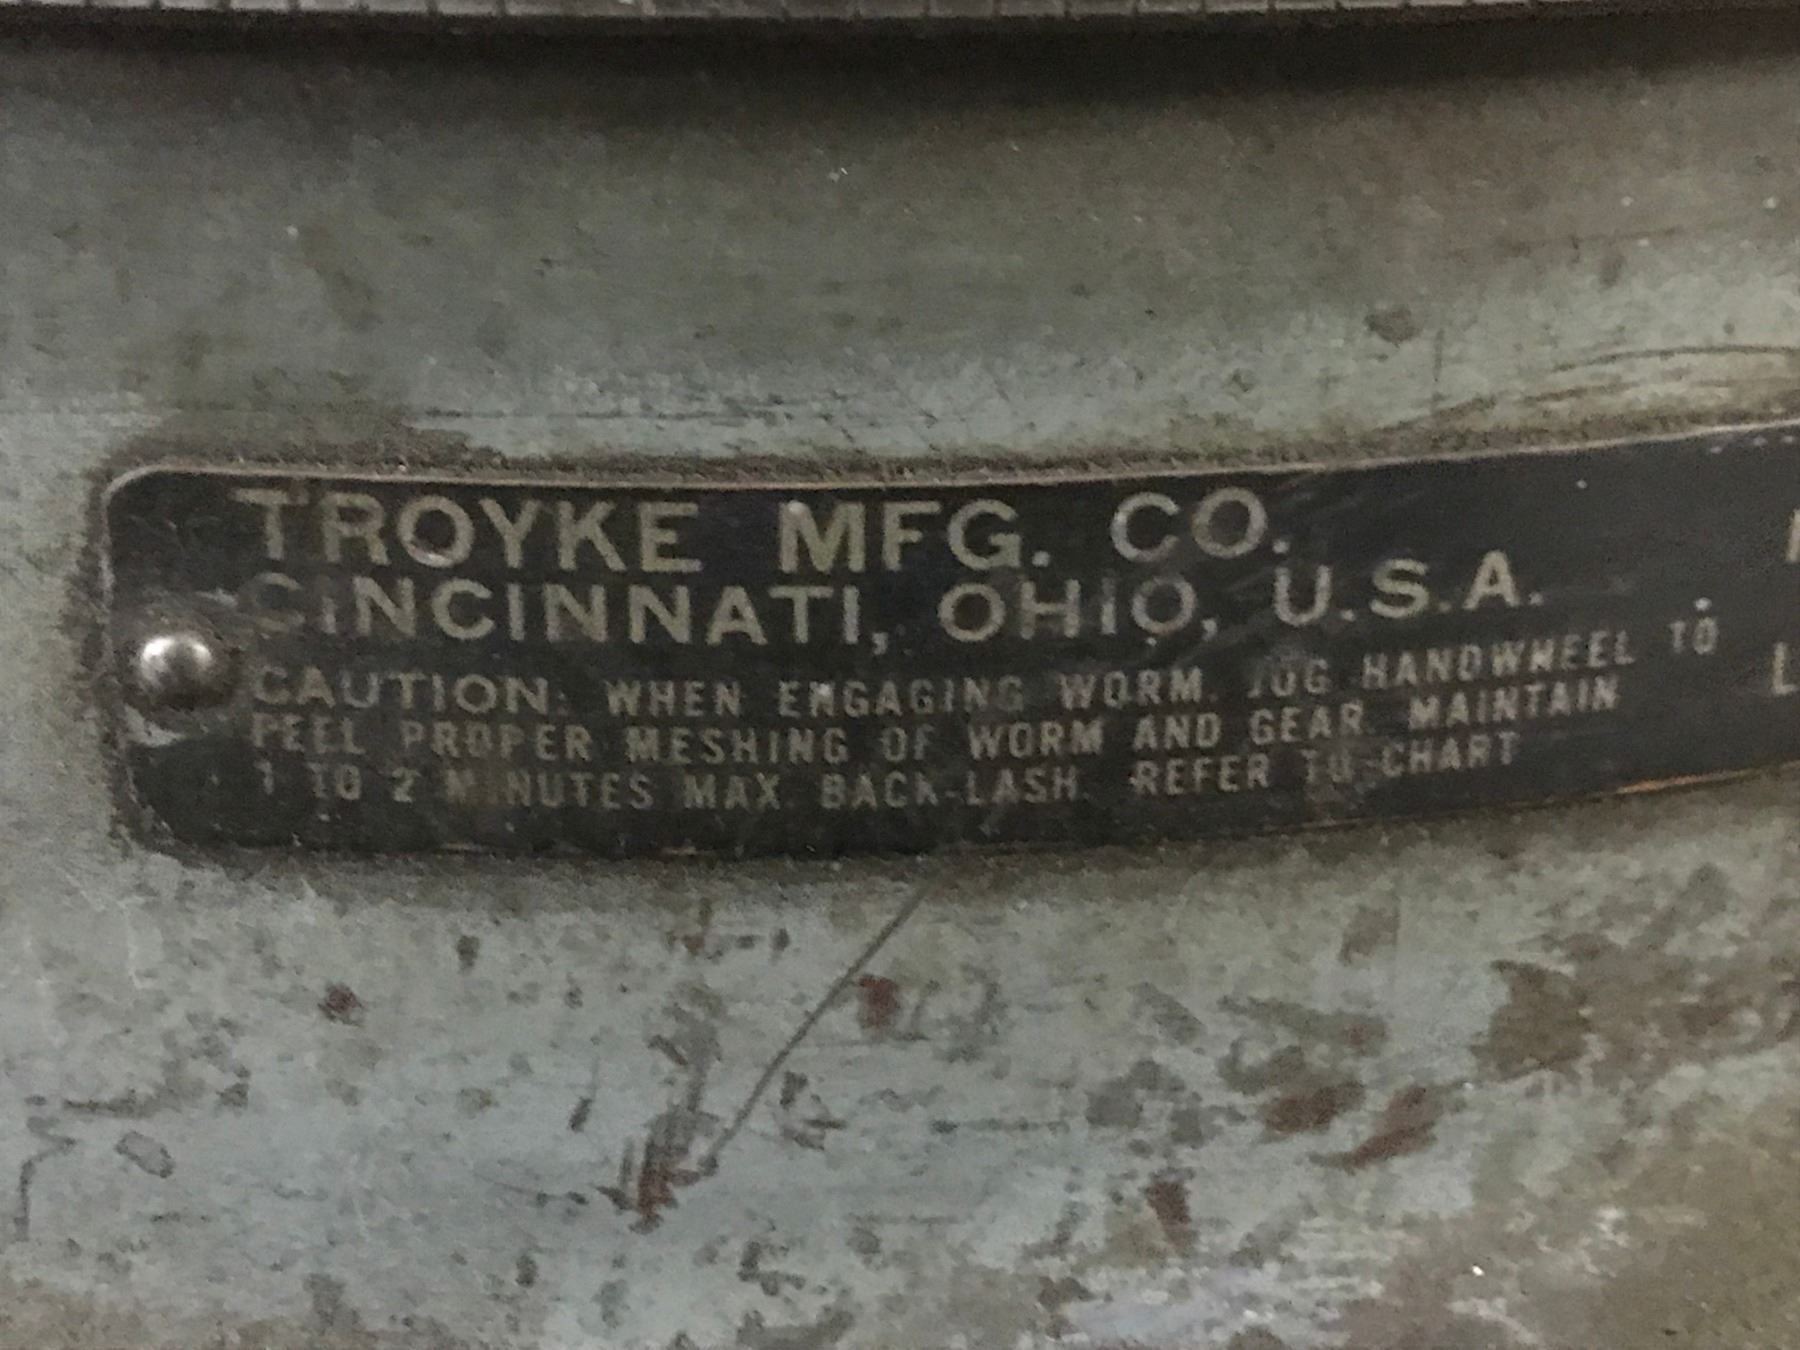 TROYKE MFG. CO.
CINCINNATI, OHIO, U.S.A.
CAUTION: WHEN ENGAGING WORM, JOG HANDWHEEL TO
FEEL PROPER MESHING OF WORM AND GEAR. MAINTAIN
1 TO 2 MINUTES MAX. BACK-LASH. REFER TO CHART